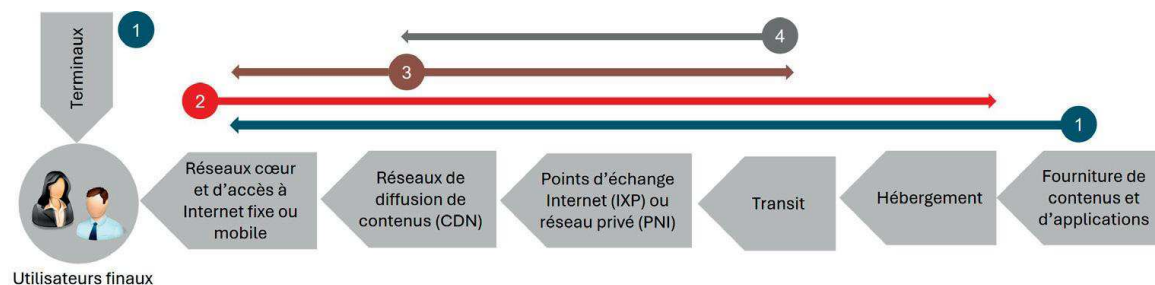 Terminaux
1
4
3
2
1
Réseaux cœur
et d’accès à
Internet fixe ou
mobile
Réseaux de
diffusion de
contenus (CDN)
Points d’échange
Internet (IXP) ou
réseau privé (PNI)
Transit
Hébergement
Fourniture de
contenus et
d’applications
Utilisateurs finaux